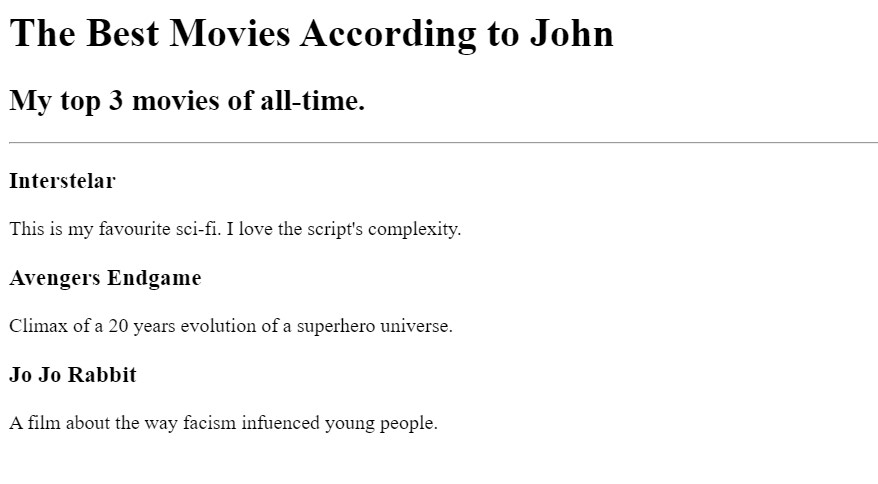 The Best Movies According to John
My top 3 movies of all-time.
Interstelar
This is my favourite sci-fi. I love the script's complexity.
Avengers Endgame
Climax of a 20 years evolution of a superhero universe.
Jo Jo Rabbit
A film about the way facism infuenced young people.